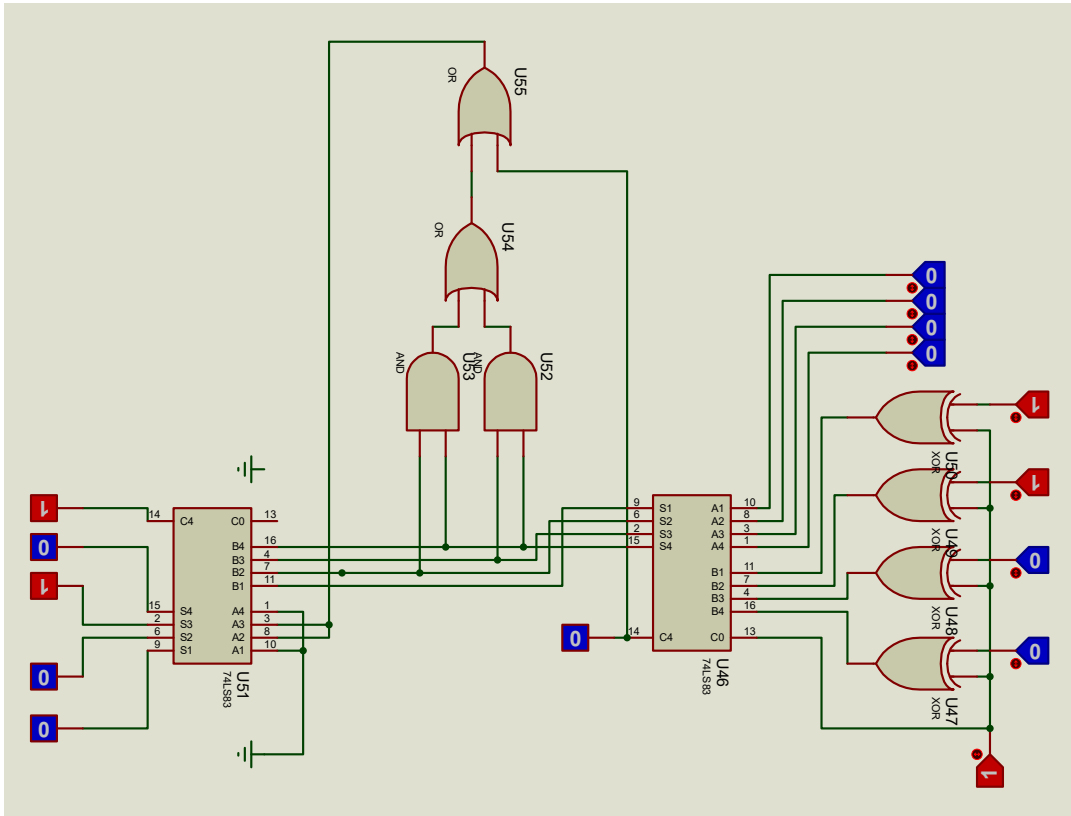 U55
OR
U54
OR
U53
AND
U52
AND
0
0
0
0
1
1
0
0
1
U50
XOR
U49
XOR
U48
XOR
U47
XOR
9 S1 A1 10
6 S2 A2 8
2 S3 A3 3
15 S4 A4 1
B1 11
B2 7
B3 4
B4 16
14 C4 C0 13
U46
74LS83
0
1
0
1
0
0
14 C4 C0 13
B4 16
B3 4
B2 7
B1 11
15 S4 A4 1
2 S3 A3 3
6 S2 A2 8
9 S1 A1 10
U51
74LS83